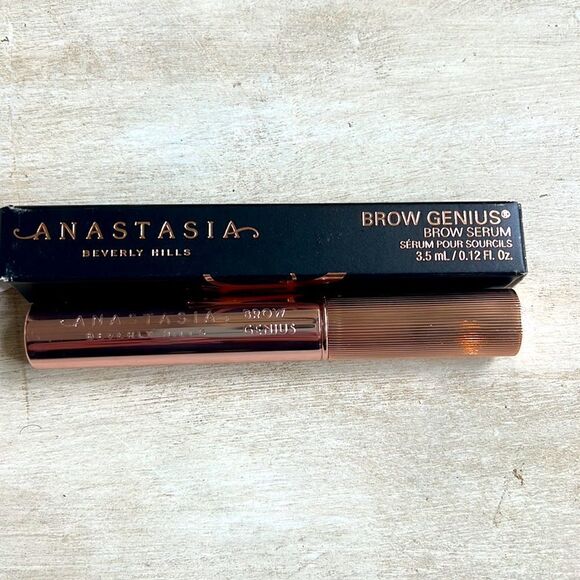 ANASTASIA
BEVERLY HILLS
BROW GENIUS®
BROW SERUM
SÉRUM POUR SOURCILS
3.5 mL / 0.12 Fl. Oz.
ANASTASIA
BEVERLY HILLS
BROW
GENIUS